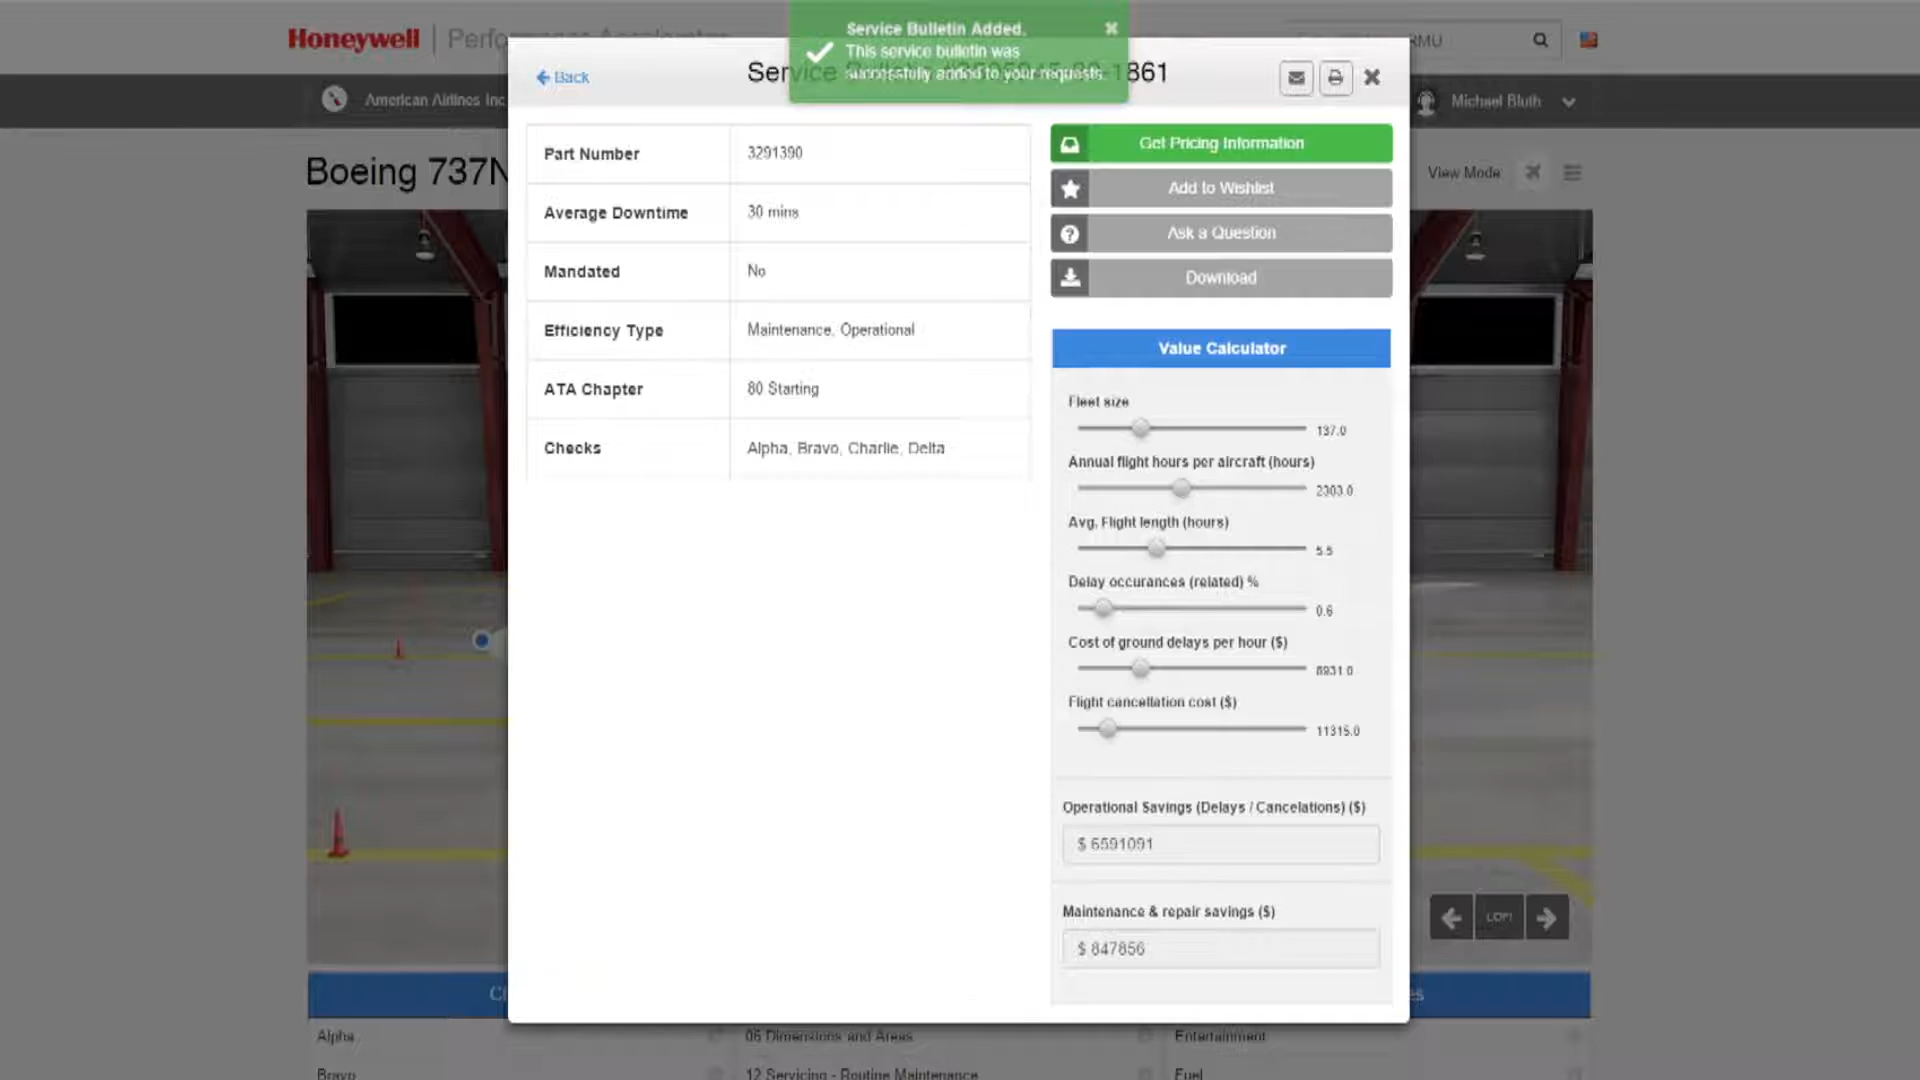 Honeywell
RMU
Service Bulletin Added.
This service bulletin was
successfully added to your requests.
Back
1861
American Airlines Inc
Michael Bluth
Boeing 737N
View Mode
Part Number
3291390
Average Downtime
30 mins
Mandated
No
Efficiency Type
Maintenance, Operational
ATA Chapter
80 Starting
Checks
Alpha, Bravo, Charlie, Delta
Get Pricing Information
Add to Wishlist
Ask a Question
Download
Value Calculator
Fleet size
137.0
Annual flight hours per aircraft (hours)
2303.0
Avg. Flight length (hours)
5.5
Delay occurances (related) %
0.6
Cost of ground delays per hour ($)
8931.0
Flight cancellation cost ($)
11315.0
Operational Savings (Delays / Cancelations) ($)
$ 6591091
Maintenance & repair savings ($)
$ 847856
Alpha
06 Dimensions and Areas
Entertainment
Bravo
12 Servicing - Routine Maintenance
Fuel